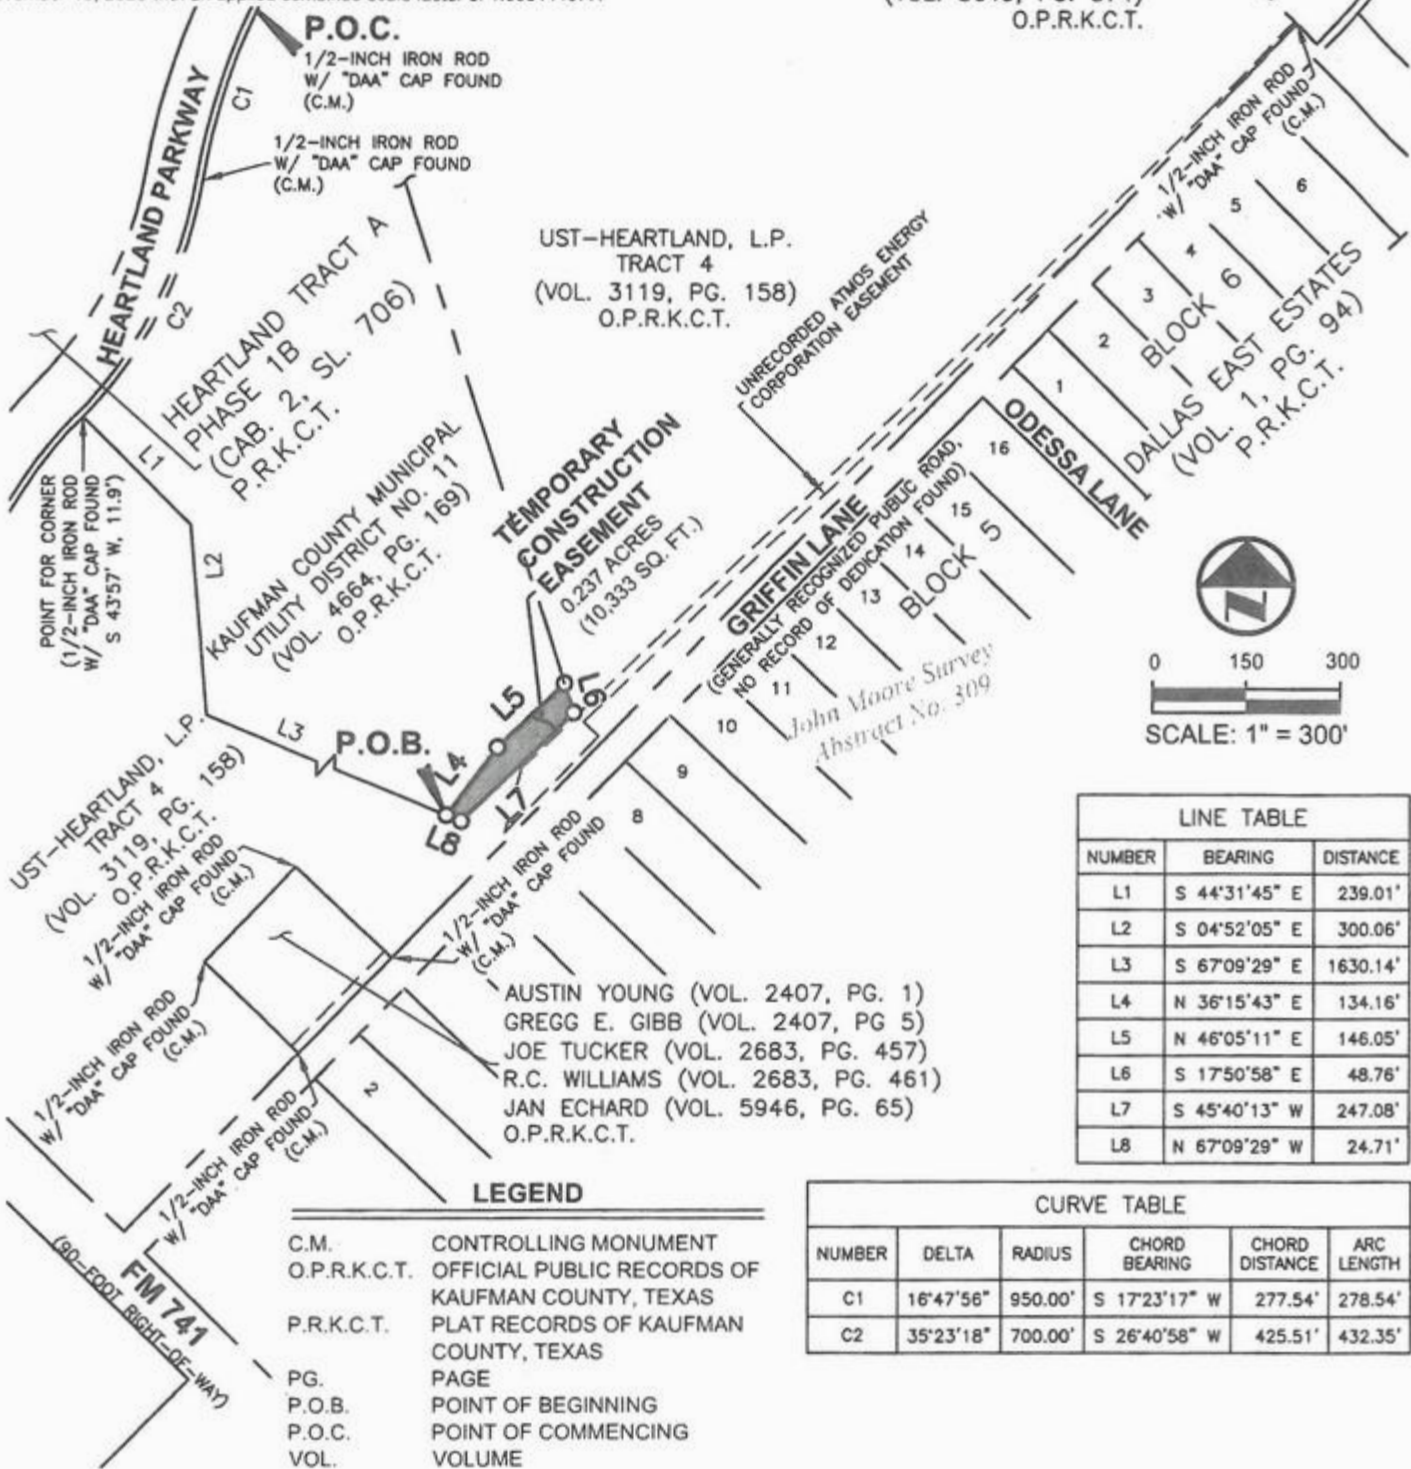 P.O.C.
1/2-INCH IRON ROD
W/ "DAA" CAP FOUND
(C.M.)
O.P.R.K.C.T.
HEARTLAND PARKWAY
C1
1/2-INCH IRON ROD
W/ "DAA" CAP FOUND
(C.M.)
C2
HEARTLAND TRACT A
PHASE 1B
(CAB. 2, SL. 706)
P.R.K.C.T.
UST-HEARTLAND, L.P.
TRACT 4
(VOL. 3119, PG. 158)
O.P.R.K.C.T.
UNRECORDED ATMOS ENERGY
CORPORATION EASEMENT
1/2-INCH IRON ROD
W/ "DAA" CAP FOUND
(C.M.)
6
5
4
3
2
1
BLOCK 6
DALLAS EAST ESTATES
(VOL. 1, PG. 94)
P.R.K.C.T.
ODESSA LANE
L1
L2
POINT FOR CORNER
(1/2-INCH IRON ROD
W/ "DAA" CAP FOUND
S 43°57' W, 11.9')
KAUFMAN COUNTY MUNICIPAL
UTILITY DISTRICT NO. 11
(VOL. 4664, PG. 169)
O.P.R.K.C.T.
TEMPORARY
CONSTRUCTION
EASEMENT
0.237 ACRES
(10,333 SQ. FT.)
GRIFFIN LANE
(GENERALLY RECOGNIZED PUBLIC ROAD,
NO RECORD OF DEDICATION FOUND)
16
15
14
13
12
11
10
9
8
BLOCK 5
John Moore Survey
Abstract No. 309
N
0 150 300
SCALE: 1" = 300'
L3
P.O.B.
L4
L5
L6
L7
L8
UST-HEARTLAND, L.P.
TRACT 4
(VOL. 3119, PG. 158)
O.P.R.K.C.T.
1/2-INCH IRON ROD
W/ "DAA" CAP FOUND
(C.M.)
1/2-INCH IRON ROD
W/ "DAA" CAP FOUND
(C.M.)
1/2-INCH IRON ROD
W/ "DAA" CAP FOUND
(C.M.)
1/2-INCH IRON ROD
W/ "DAA" CAP FOUND
(C.M.)
2
AUSTIN YOUNG (VOL. 2407, PG. 1)
GREGG E. GIBB (VOL. 2407, PG 5)
JOE TUCKER (VOL. 2683, PG. 457)
R.C. WILLIAMS (VOL. 2683, PG. 461)
JAN ECHARD (VOL. 5946, PG. 65)
O.P.R.K.C.T.
FM 741
(90-FOOT RIGHT-OF-WAY)
LINE TABLE
NUMBER BEARING DISTANCE
L1 S 44°31'45" E 239.01'
L2 S 04°52'05" E 300.06'
L3 S 67°09'29" E 1630.14'
L4 N 36°15'43" E 134.16'
L5 N 46°05'11" E 146.05'
L6 S 17°50'58" E 48.76'
L7 S 45°40'13" W 247.08'
L8 N 67°09'29" W 24.71'
LEGEND
C.M. CONTROLLING MONUMENT
O.P.R.K.C.T. OFFICIAL PUBLIC RECORDS OF
KAUFMAN COUNTY, TEXAS
P.R.K.C.T. PLAT RECORDS OF KAUFMAN
COUNTY, TEXAS
PG. PAGE
P.O.B. POINT OF BEGINNING
P.O.C. POINT OF COMMENCING
VOL. VOLUME
CURVE TABLE
NUMBER DELTA RADIUS CHORD BEARING CHORD DISTANCE ARC LENGTH
C1 16°47'56" 950.00' S 17°23'17" W 277.54' 278.54'
C2 35°23'18" 700.00' S 26°40'58" W 425.51' 432.35'